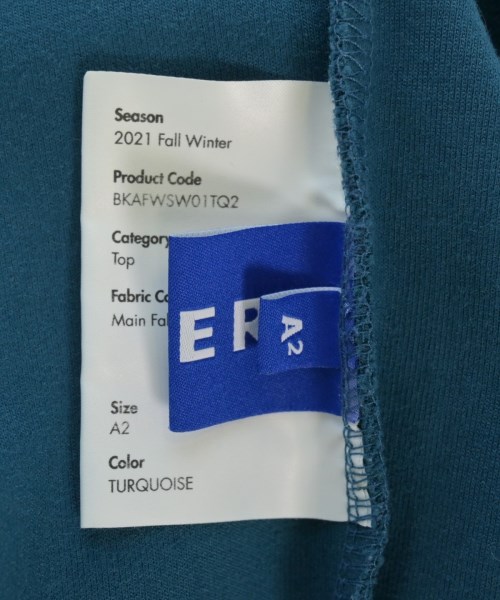 Season
2021 Fall Winter
Product Code
BKAFWSW01TQ2
Category
Top
Fabric Co
Main Fa
ER
A2
Size
A2
Color
TURQUOISE